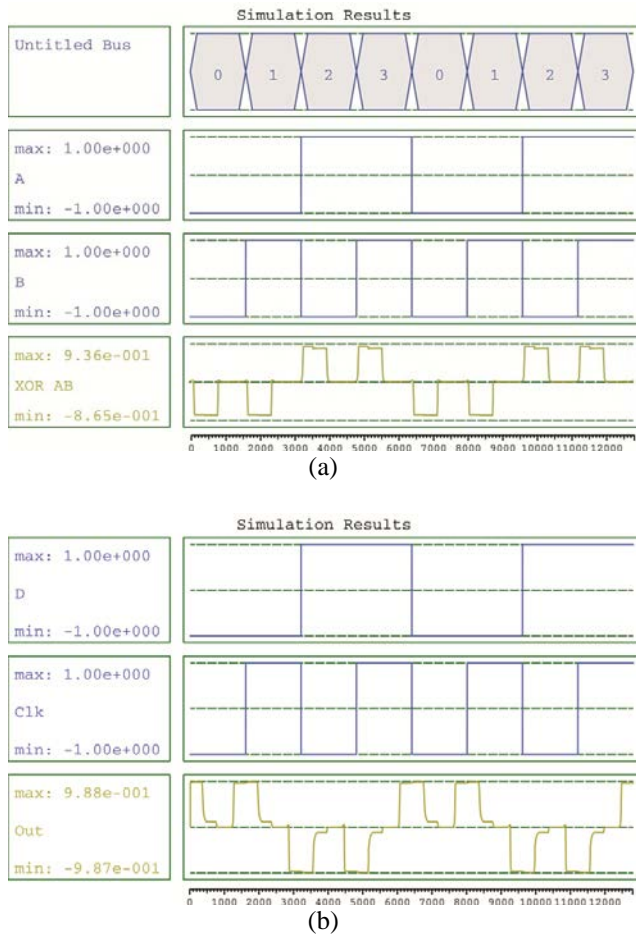 Simulation Results
Untitled Bus
0 1 2 3 0 1 2 3
max: 1.00e+000
A
min: -1.00e+000
max: 1.00e+000
B
min: -1.00e+000
max: 9.36e-001
XOR AB
min: -8.65e-001
0 1000 2000 3000 4000 5000 6000 7000 8000 9000 10000 11000 12000
(a)
Simulation Results
max: 1.00e+000
D
min: -1.00e+000
max: 1.00e+000
Clk
min: -1.00e+000
max: 9.88e-001
Out
min: -9.87e-001
0 1000 2000 3000 4000 5000 6000 7000 8000 9000 10000 11000 12000
(b)